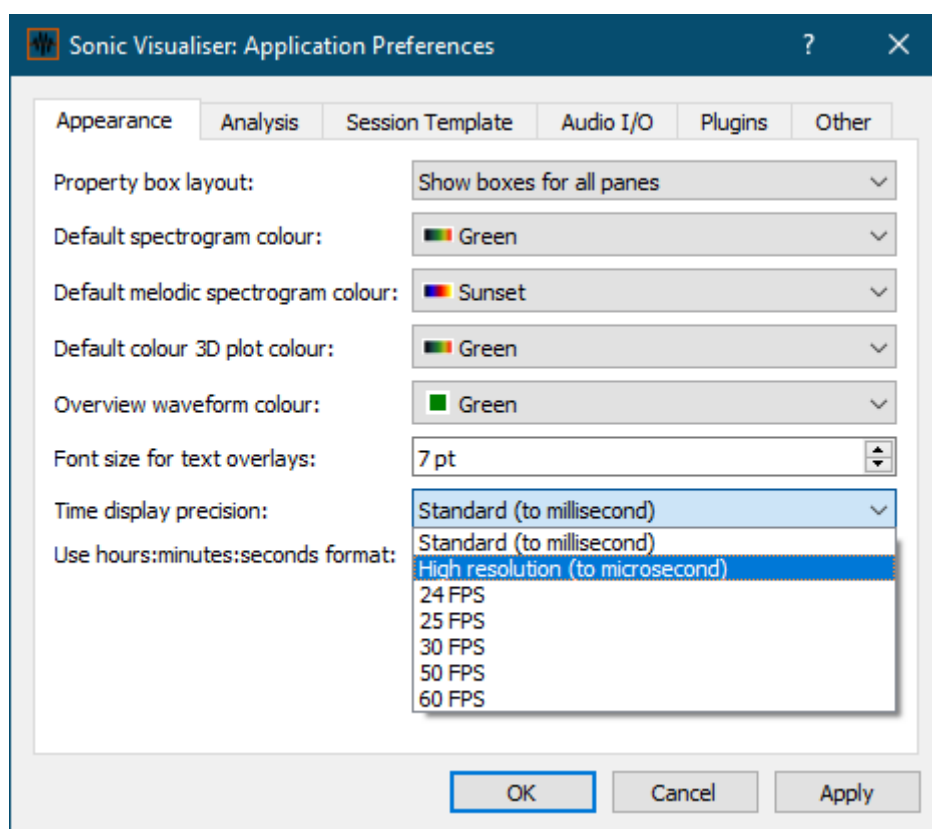 Sonic Visualiser: Application Preferences ?
Appearance Analysis Session Template Audio I/O Plugins Other
Property box layout: Show boxes for all panes
Default spectrogram colour: Green
Default melodic spectrogram colour: Sunset
Default colour 3D plot colour: Green
Overview waveform colour: Green
Font size for text overlays: 7 pt
Time display precision: Standard (to millisecond)
Standard (to millisecond)
Use hours:minutes:seconds format:
High resolution (to microsecond)
24 FPS
25 FPS
30 FPS
50 FPS
60 FPS
OK Cancel Apply